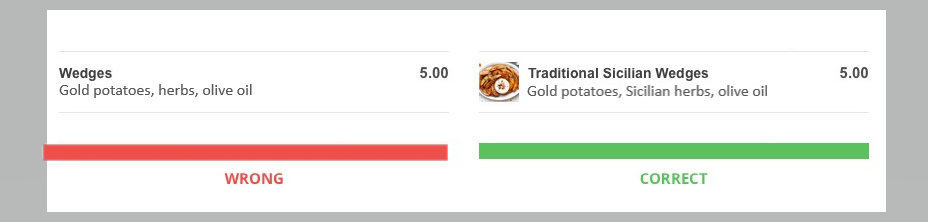 Wedges 5.00
Gold potatoes, herbs, olive oil
WRONG
Traditional Sicilian Wedges 5.00
Gold potatoes, Sicilian herbs, olive oil
CORRECT